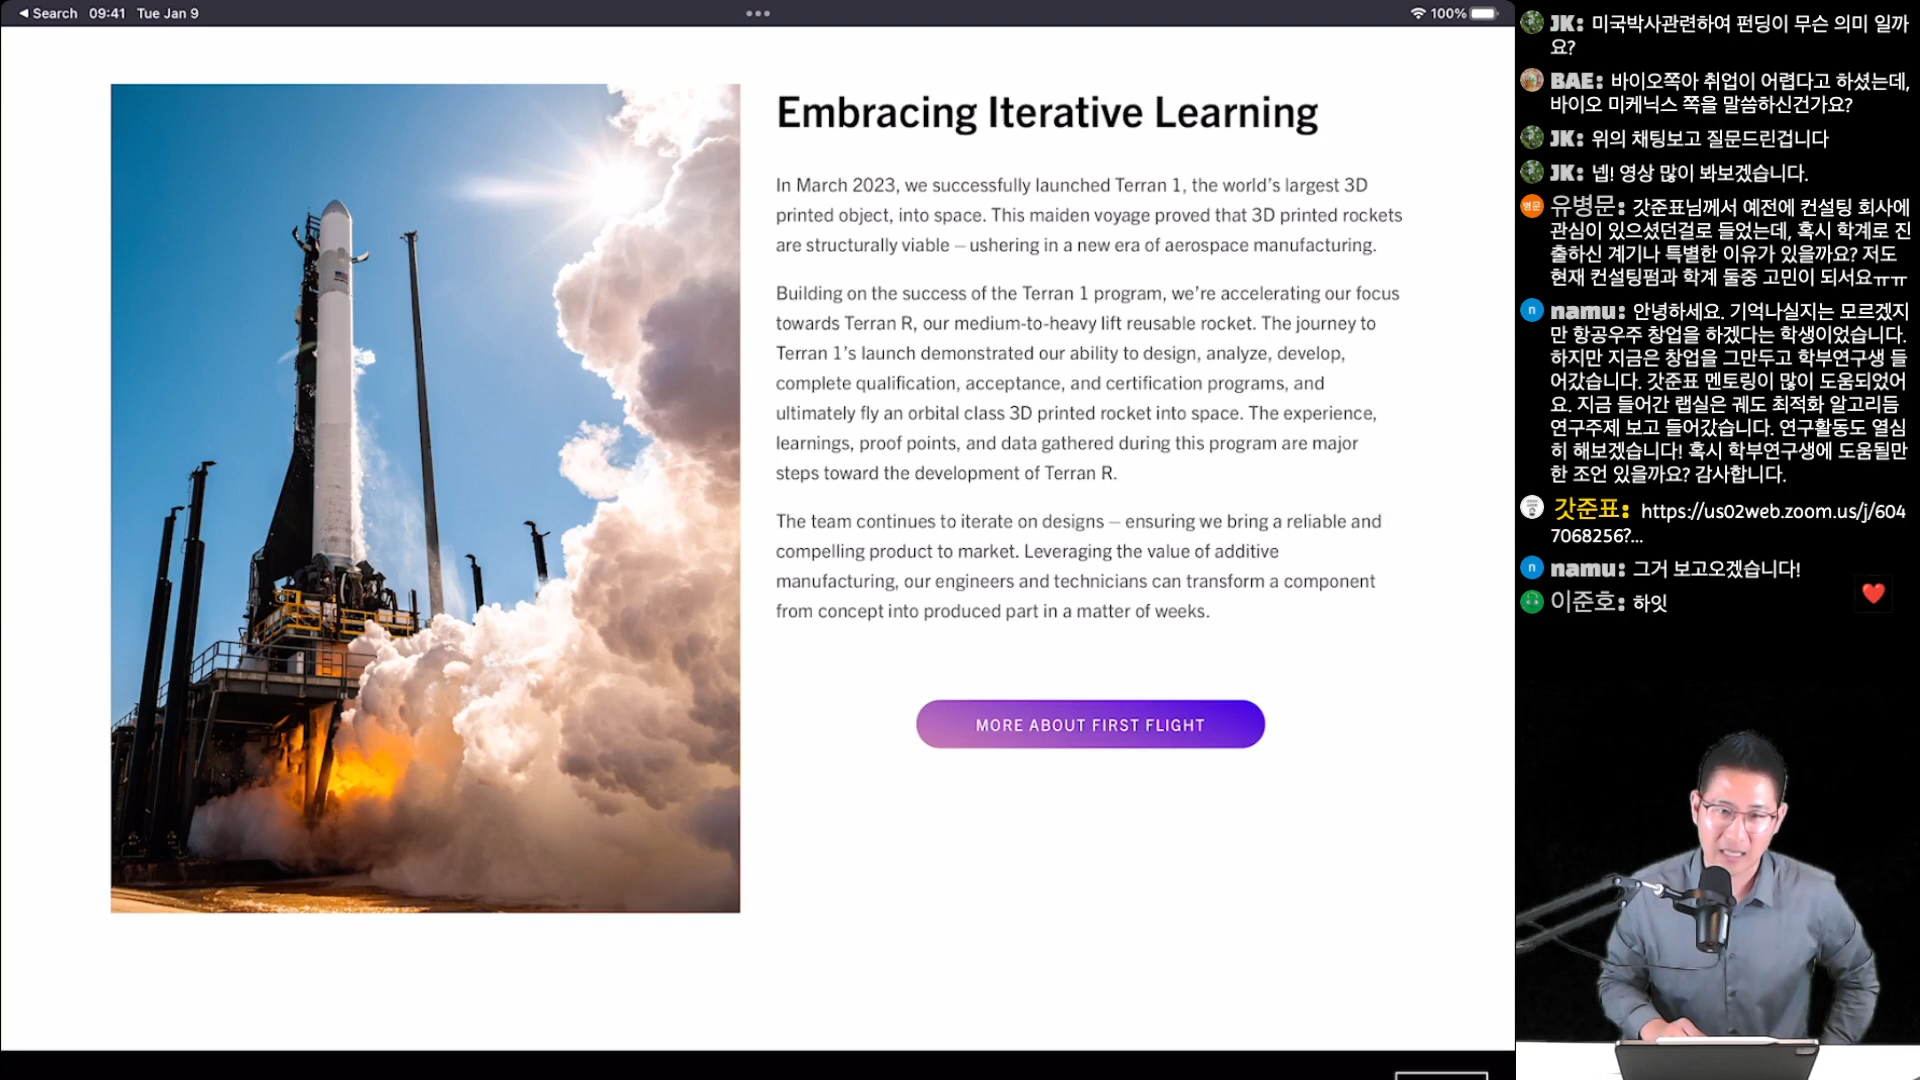 ◀ Search 09:41 Tue Jan 9
100%
Embracing Iterative Learning
In March 2023, we successfully launched Terran 1, the world’s largest 3D
printed object, into space. This maiden voyage proved that 3D printed rockets
are structurally viable – ushering in a new era of aerospace manufacturing.
Building on the success of the Terran 1 program, we’re accelerating our focus
towards Terran R, our medium-to-heavy lift reusable rocket. The journey to
Terran 1’s launch demonstrated our ability to design, analyze, develop,
complete qualification, acceptance, and certification programs, and
ultimately fly an orbital class 3D printed rocket into space. The experience,
learnings, proof points, and data gathered during this program are major
steps toward the development of Terran R.
The team continues to iterate on designs – ensuring we bring a reliable and
compelling product to market. Leveraging the value of additive
manufacturing, our engineers and technicians can transform a component
from concept into produced part in a matter of weeks.
MORE ABOUT FIRST FLIGHT
JK: 미국박사관련하여 펀딩이 무슨 의미 일까
요?
BAE: 바이오쪽아 취업이 어렵다고 하셨는데,
바이오 미케닉스 쪽을 말씀하신건가요?
JK: 위의 채팅보고 질문드린겁니다
JK: 넵! 영상 많이 봐보겠습니다.
병문 유병문: 갓준표님께서 예전에 컨설팅 회사에
관심이 있으셨던걸로 들었는데, 혹시 학계로 진
출하신 계기나 특별한 이유가 있을까요? 저도
현재 컨설팅펌과 학계 둘중 고민이 되서요ㅠㅠ
n namu: 안녕하세요. 기억나실지는 모르겠지
만 항공우주 창업을 하겠다는 학생이었습니다.
하지만 지금은 창업을 그만두고 학부연구생 들
어갔습니다. 갓준표 멘토링이 많이 도움되었어
요. 지금 들어간 랩실은 궤도 최적화 알고리듬
연구주제 보고 들어갔습니다. 연구활동도 열심
히 해보겠습니다! 혹시 학부연구생에 도움될만
한 조언 있을까요? 감사합니다.
갓준표: https://us02web.zoom.us/j/604
7068256?...
n namu: 그거 보고오겠습니다!
이준호: 하잇